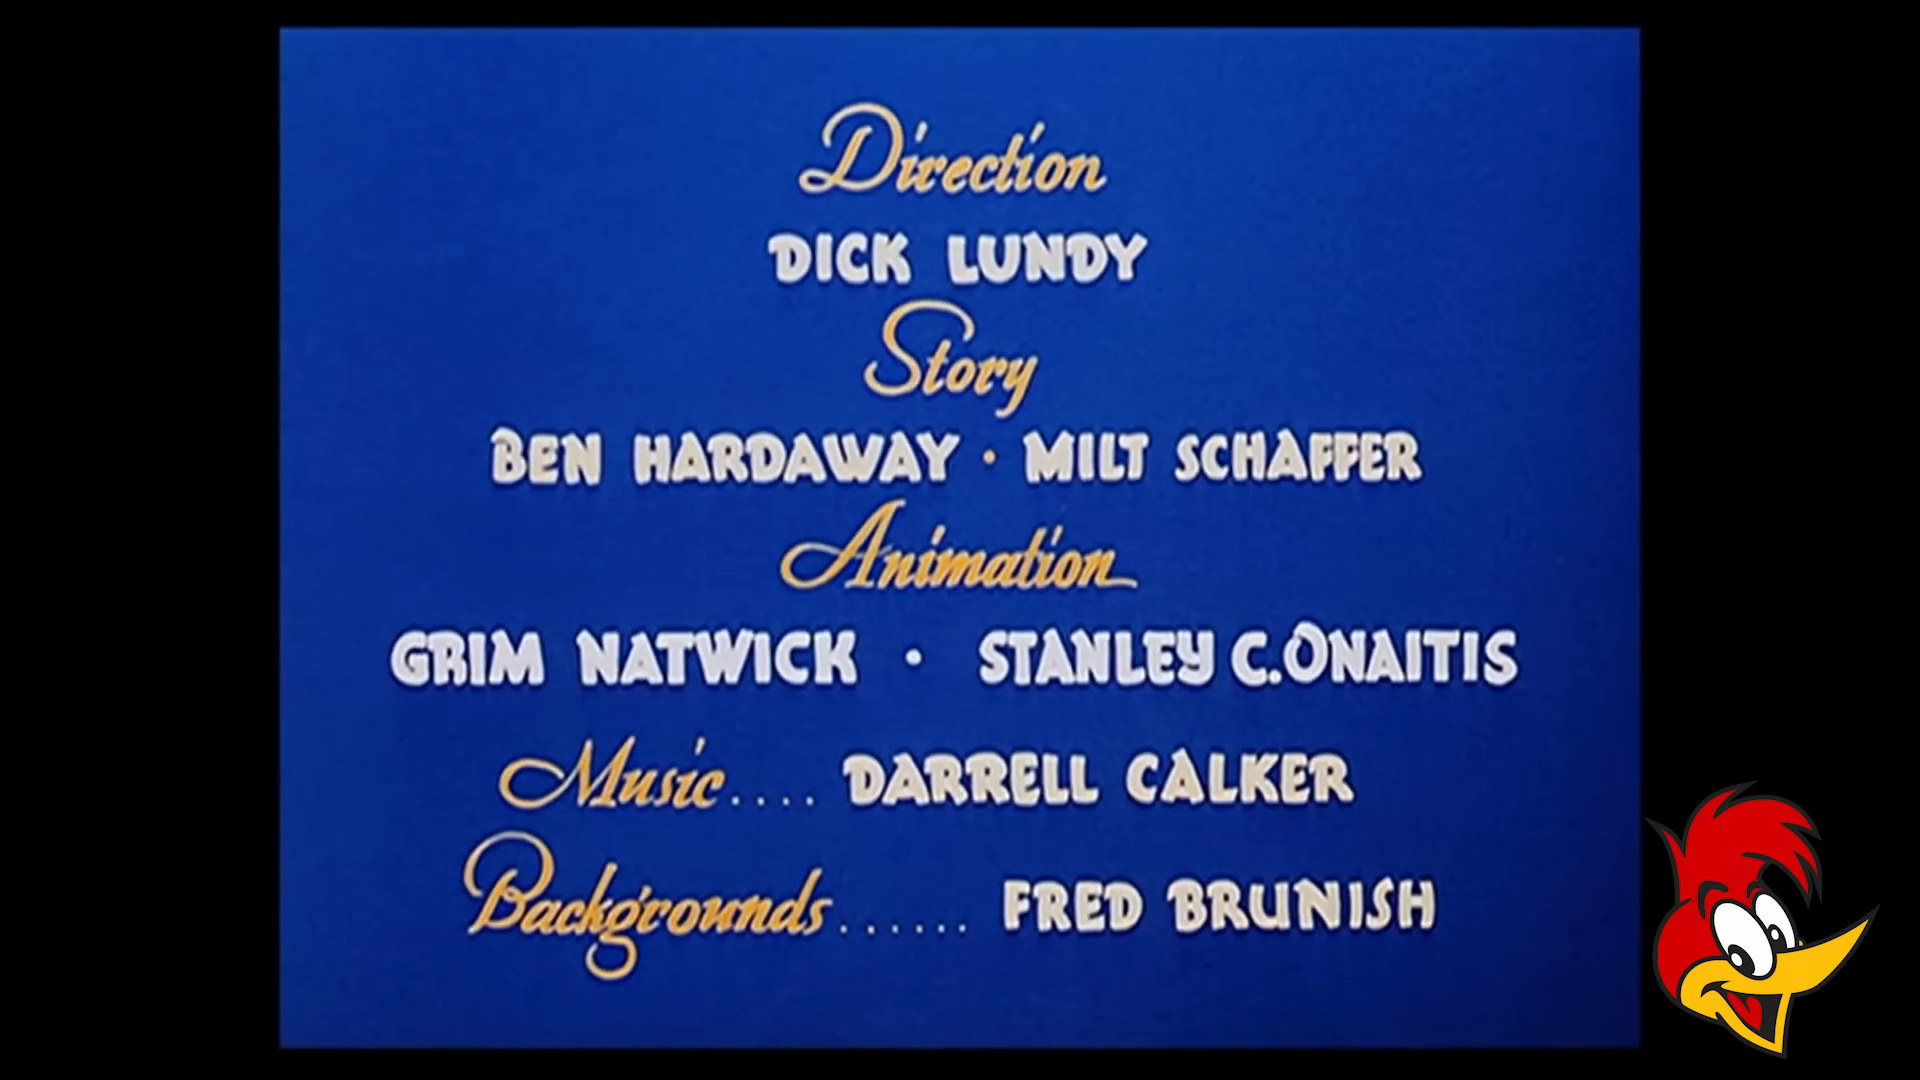 Direction
DICK LUNDY
Story
BEN HARDAWAY • MILT SCHAFFER
Animation
GRIM NATWICK • STANLEY C. ONAITIS
Music.... DARRELL CALKER
Backgrounds...... FRED BRUNISH